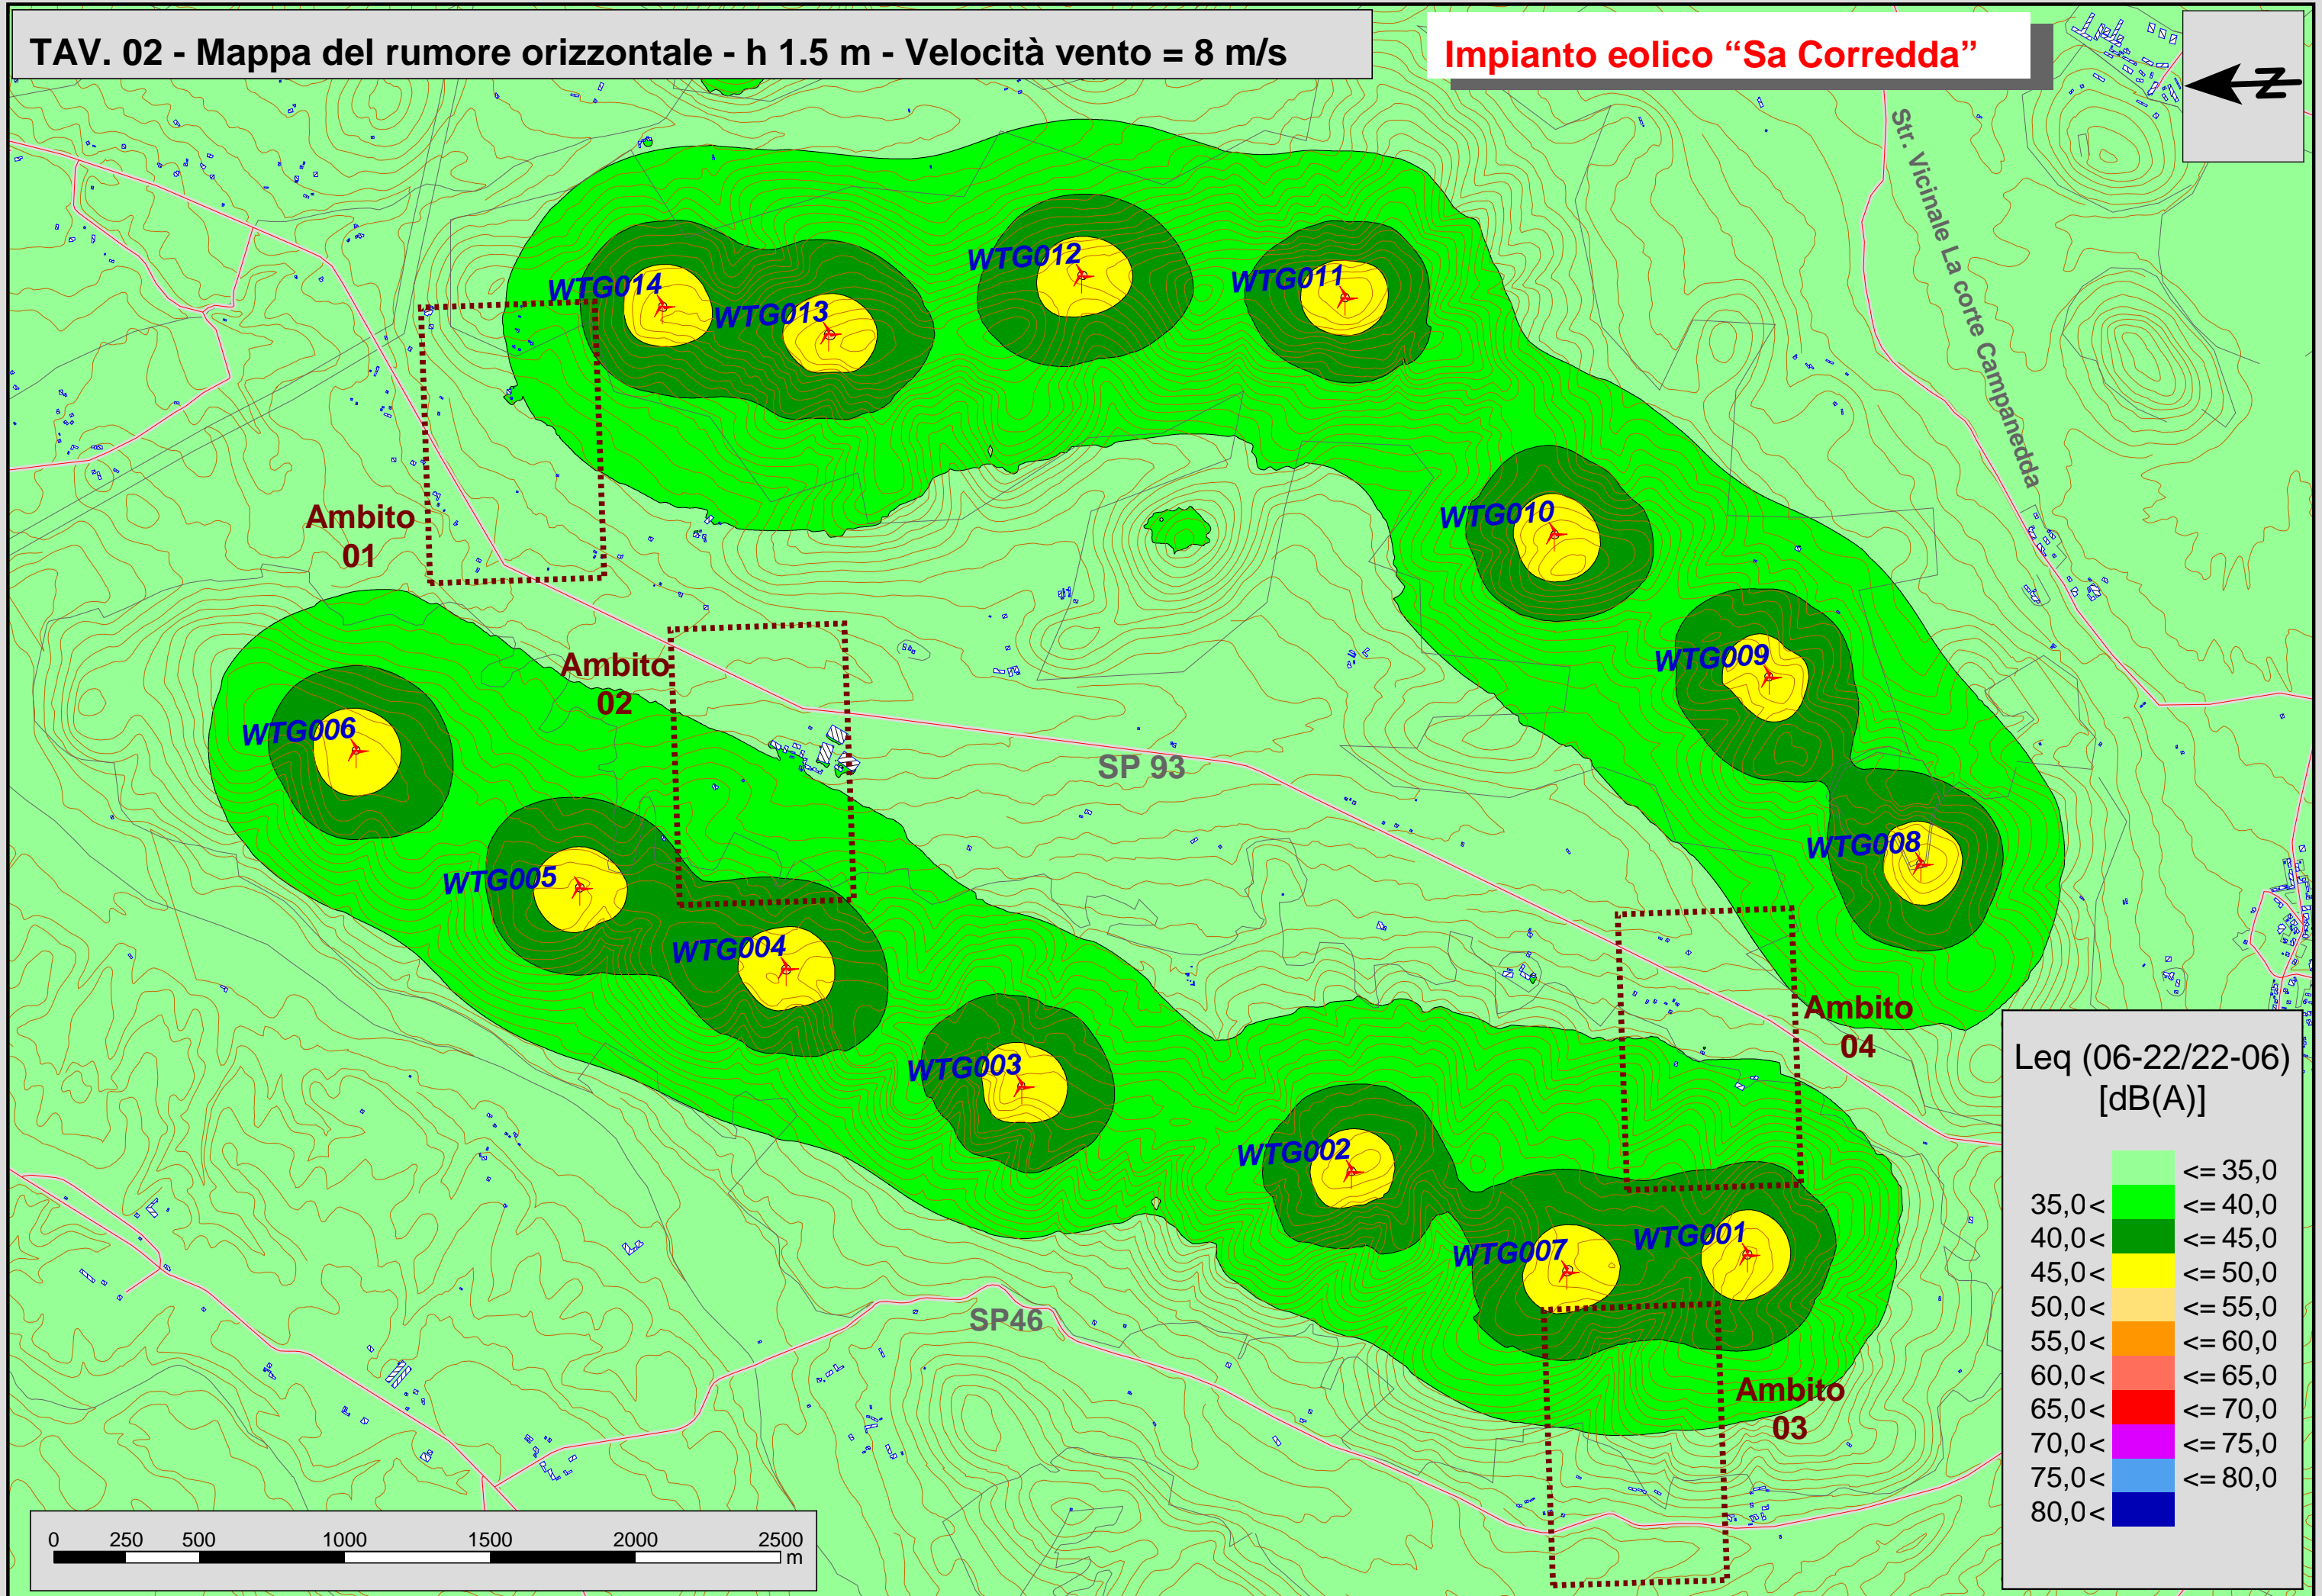 TAV. 02 - Mappa del rumore orizzontale - h 1.5 m - Velocità vento = 8 m/s
Impianto eolico “Sa Corredda”
N
Str. Vicinale La corte Campanedda
WTG014
WTG013
WTG012
WTG011
Ambito
01
WTG010
Ambito
02
WTG009
WTG006
SP 93
WTG008
WTG005
WTG004
Ambito
04
WTG003
WTG002
WTG007
WTG001
SP46
Ambito
03
Leq (06-22/22-06)
[dB(A)]
<= 35,0
35,0 < <= 40,0
40,0 < <= 45,0
45,0 < <= 50,0
50,0 < <= 55,0
55,0 < <= 60,0
60,0 < <= 65,0
65,0 < <= 70,0
70,0 < <= 75,0
75,0 < <= 80,0
80,0 <
0 250 500 1000 1500 2000 2500
m